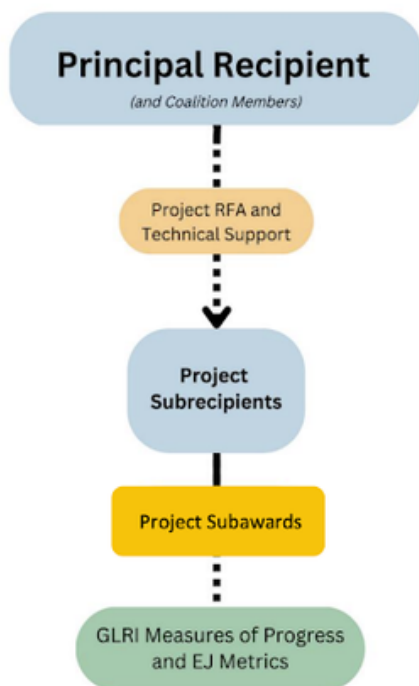 Principal Recipient
(and Coalition Members)
Project RFA and
Technical Support
Project
Subrecipients
Project Subawards
GLRI Measures of Progress
and EJ Metrics